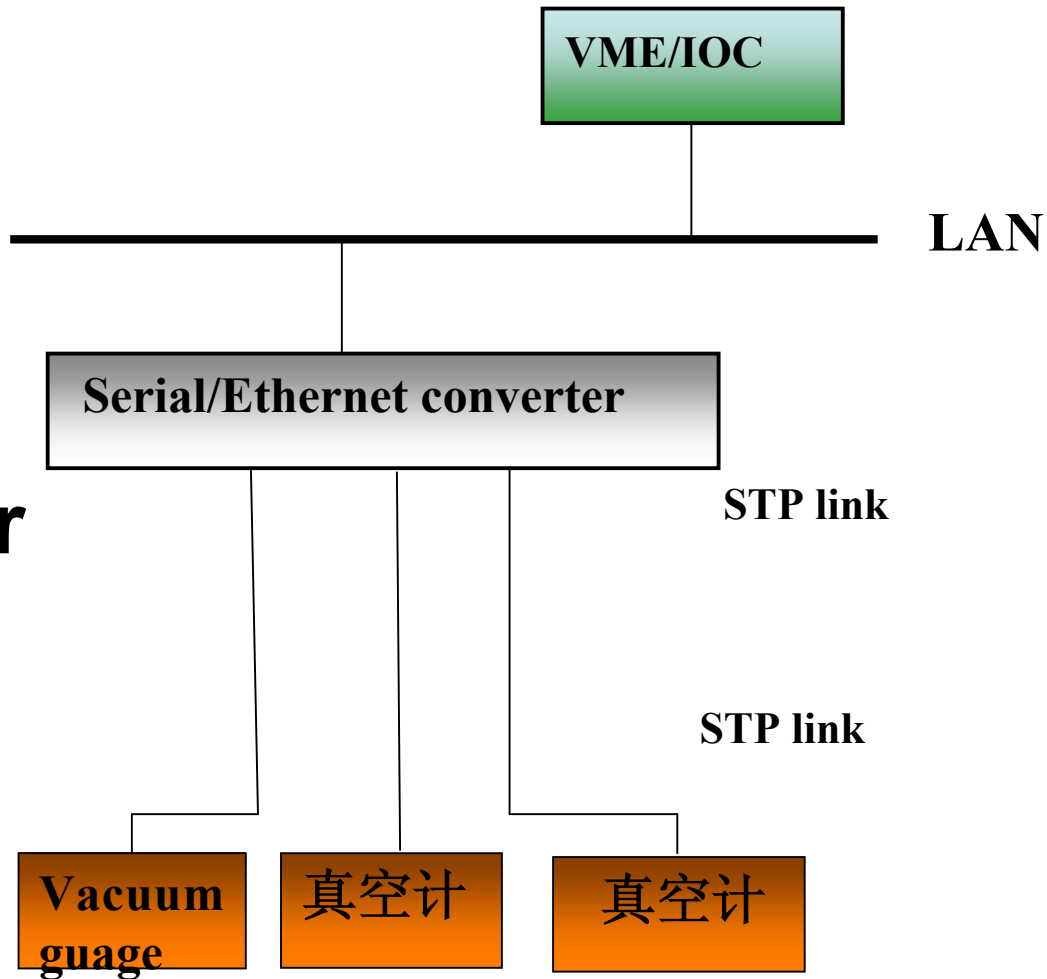 VME/IOC
LAN
Serial/Ethernet converter
STP link
r
STP link
Vacuum
guage
真空计
真空计